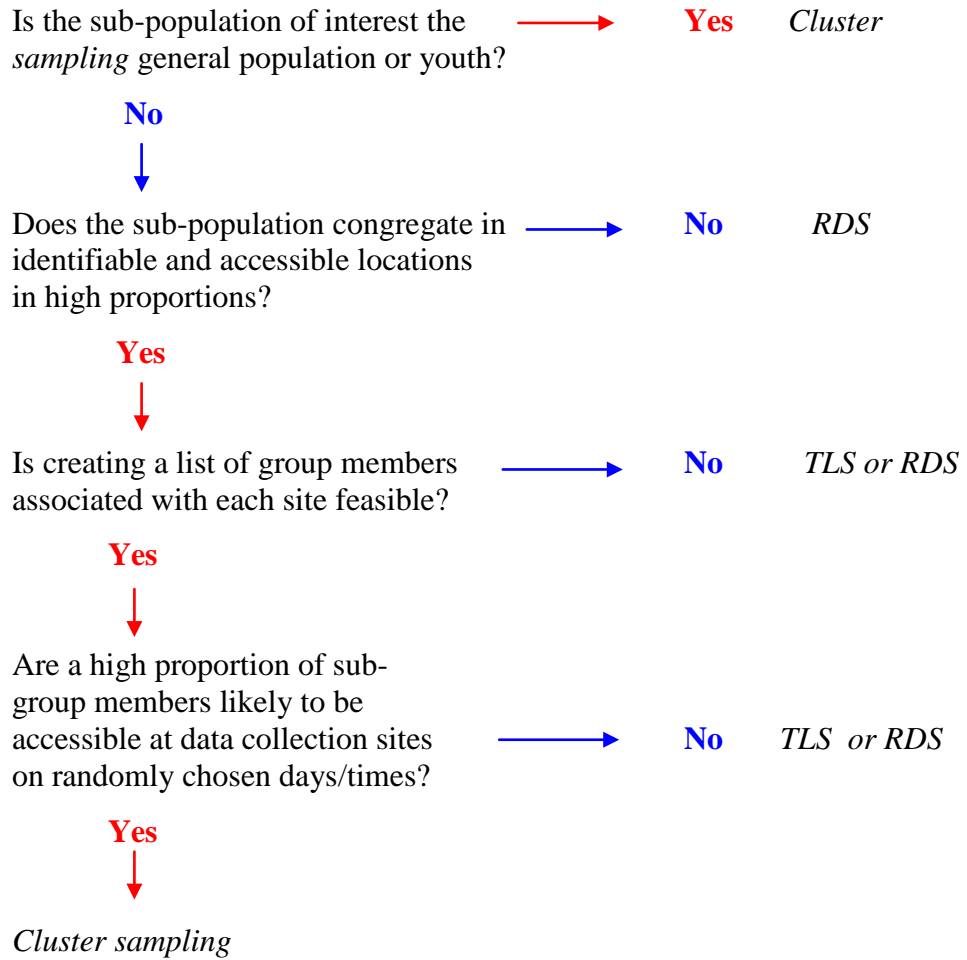 Is the sub-population of interest the Yes Cluster
sampling general population or youth?
No
Does the sub-population congregate in No RDS
identifiable and accessible locations
in high proportions?
Yes
Is creating a list of group members No TLS or RDS
associated with each site feasible?
Yes
Are a high proportion of sub-
group members likely to be
accessible at data collection sites No TLS or RDS
on randomly chosen days/times?
Yes
Cluster sampling